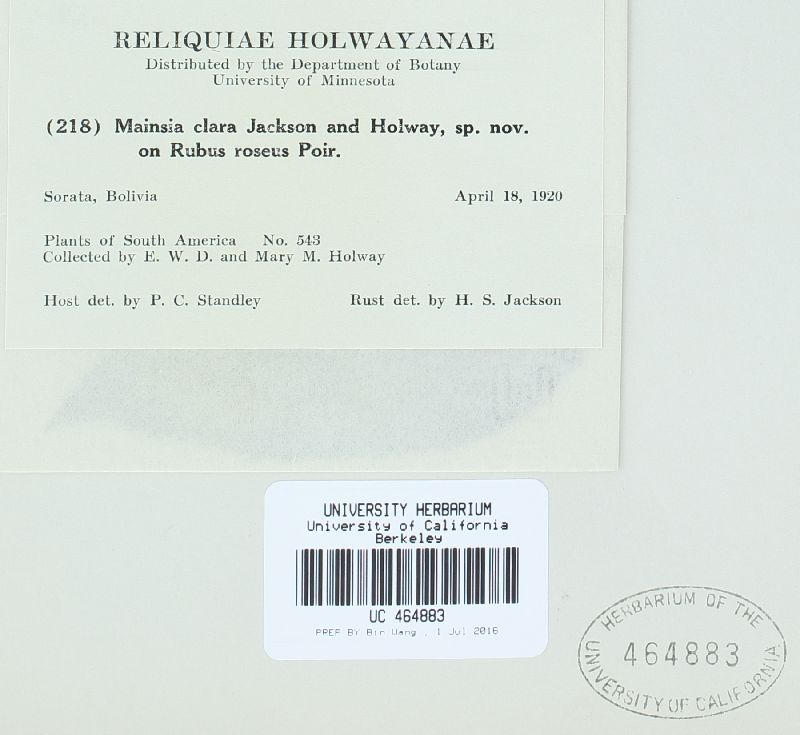 RELIQUIAE HOLWAYANAE
Distributed by the Department of Botany
University of Minnesota
(218) Mainsia clara Jackson and Holway, sp. nov.
on Rubus roseus Poir.
Sorata, Bolivia April 18, 1920
Plants of South America No. 543
Collected by E. W. D. and Mary M. Holway
Host det. by P. C. Standley Rust det. by H. S. Jackson
UNIVERSITY HERBARIUM
University of California
Berkeley
UC 464883
PREP BY Bin Wang . 1 Jul 2016
HERBARIUM OF THE
464883
UNIVERSITY OF CALIFORNIA